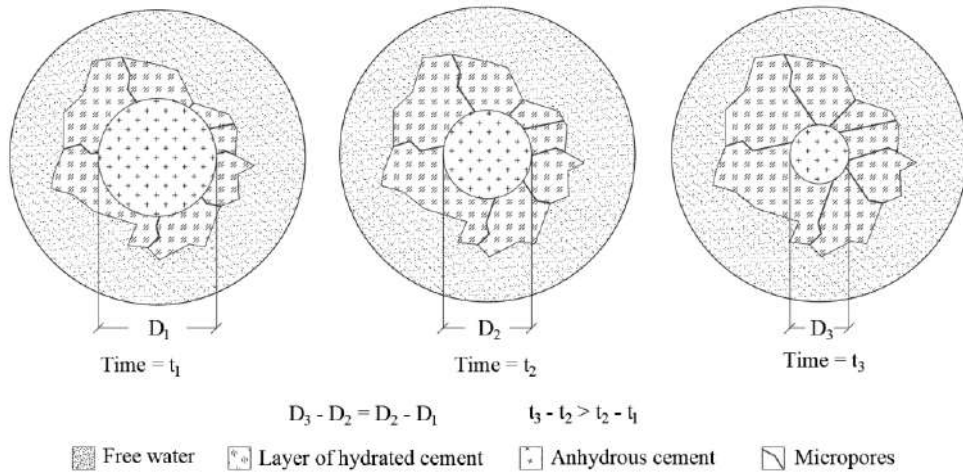 D₁ D₂ D₃
Time = t₁ Time = t₂ Time = t₃
D₃ - D₂ = D₂ - D₁ t₃ - t₂ > t₂ - t₁
Free water Layer of hydrated cement Anhydrous cement Micropores